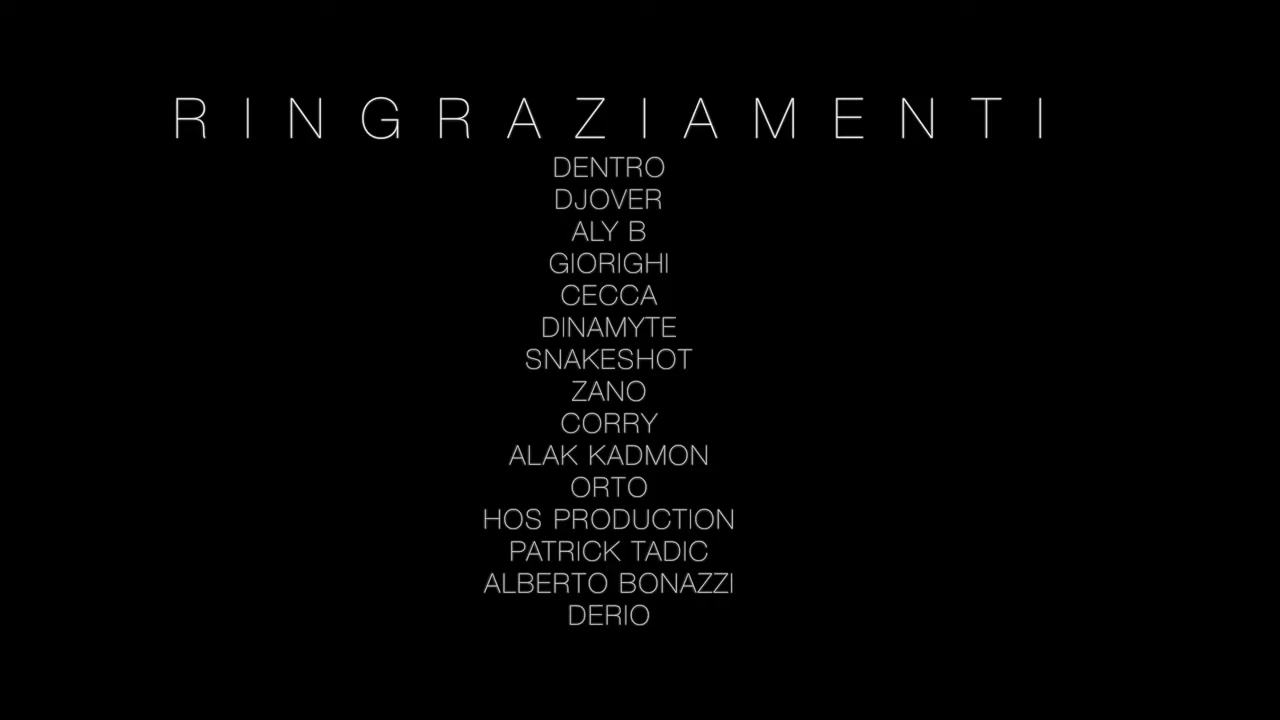 RINGRAZIAMENTI
DENTRO
DJOVER
ALY B
GIORIGHI
CECCA
DINAMYTE
SNAKESHOT
ZANO
CORRY
ALAK KADMON
ORTO
HOS PRODUCTION
PATRICK TADIC
ALBERTO BONAZZI
DERIO